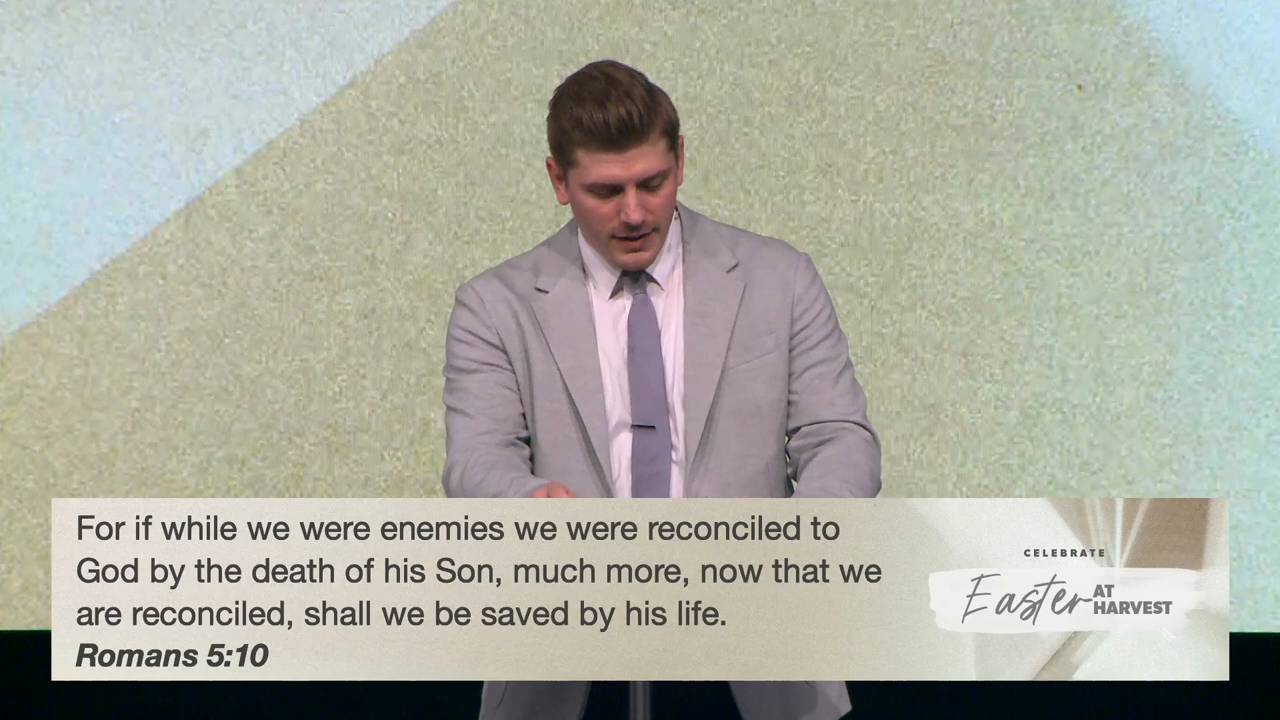 For if while we were enemies we were reconciled to
God by the death of his Son, much more, now that we
are reconciled, shall we be saved by his life.
Romans 5:10
CELEBRATE
Easter AT
HARVEST